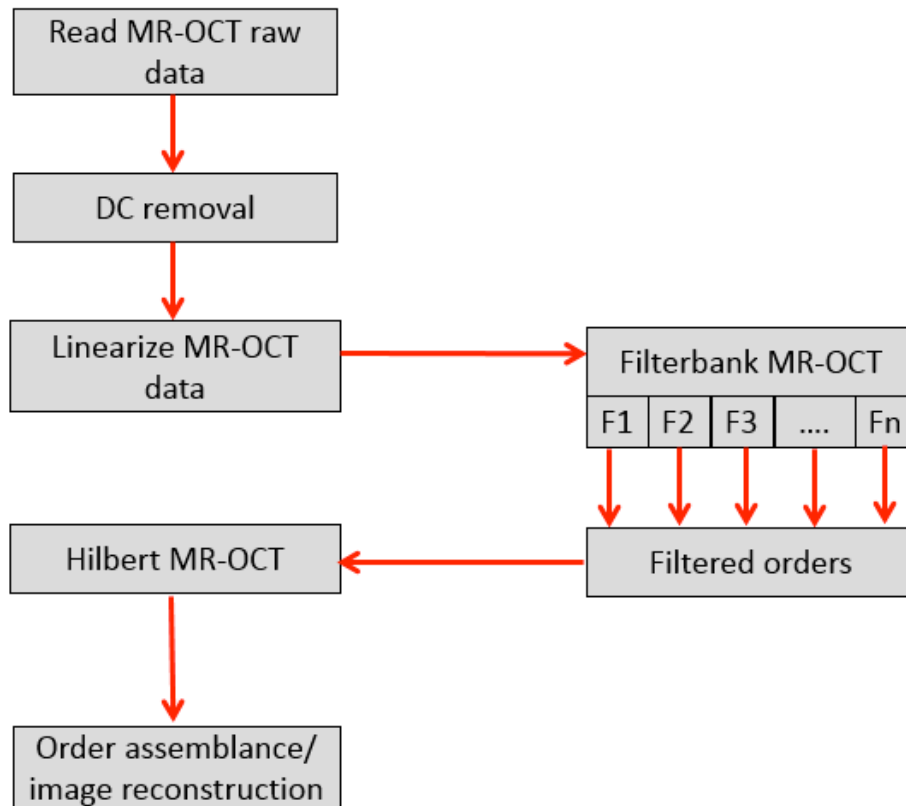 Read MR-OCT raw
data
DC removal
Linearize MR-OCT
data
Filterbank MR-OCT
F1 F2 F3 .... Fn
Filtered orders
Hilbert MR-OCT
Order assemblance/
image reconstruction